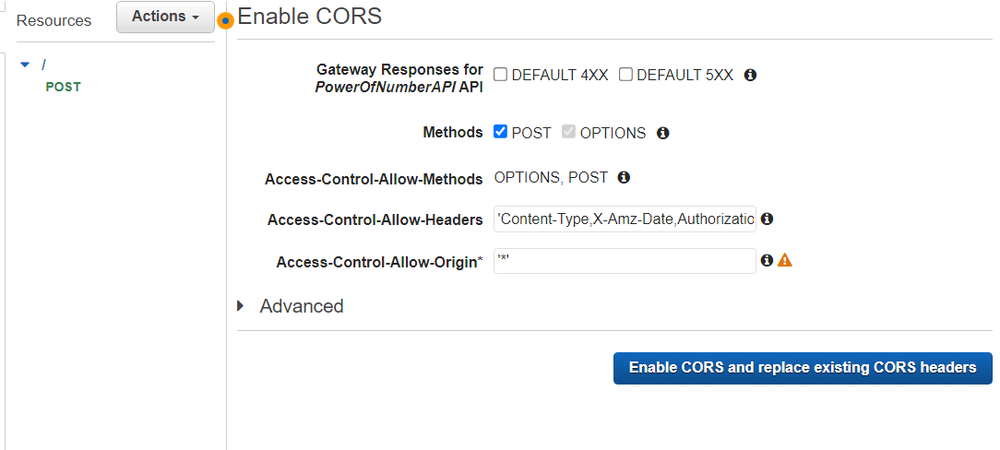 Resources
Actions
Enable CORS
/
POST
Gateway Responses for
PowerOfNumberAPI API
DEFAULT 4XX DEFAULT 5XX
Methods POST OPTIONS
Access-Control-Allow-Methods OPTIONS, POST
Access-Control-Allow-Headers 'Content-Type,X-Amz-Date,Authorizatio
Access-Control-Allow-Origin* '*'
Advanced
Enable CORS and replace existing CORS headers